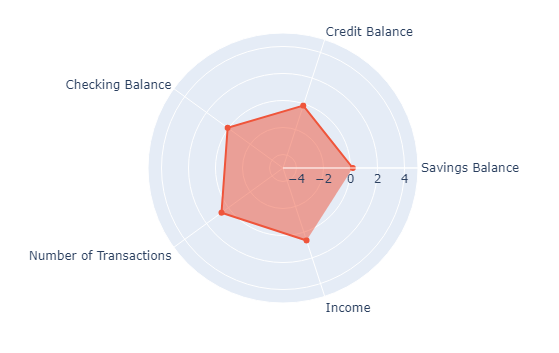 Credit Balance
Checking Balance
Savings Balance
−4 −2 0 2 4
Number of Transactions
Income